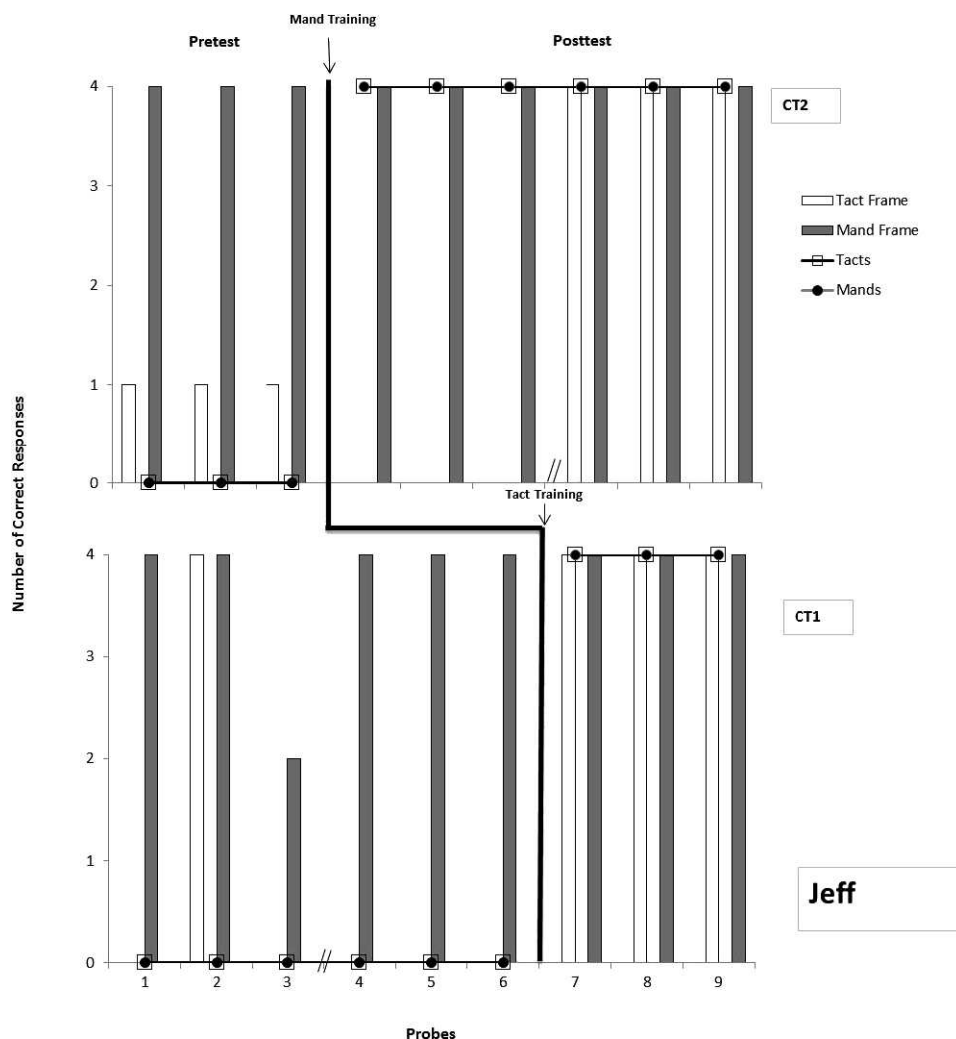 Mand Training
Pretest
Posttest
4
3
2
1
0
CT2
Tact Frame
Mand Frame
Tacts
Mands
Number of Correct Responses
Tact Training
4
3
2
1
0
CT1
Jeff
1 2 3 4 5 6 7 8 9
Probes